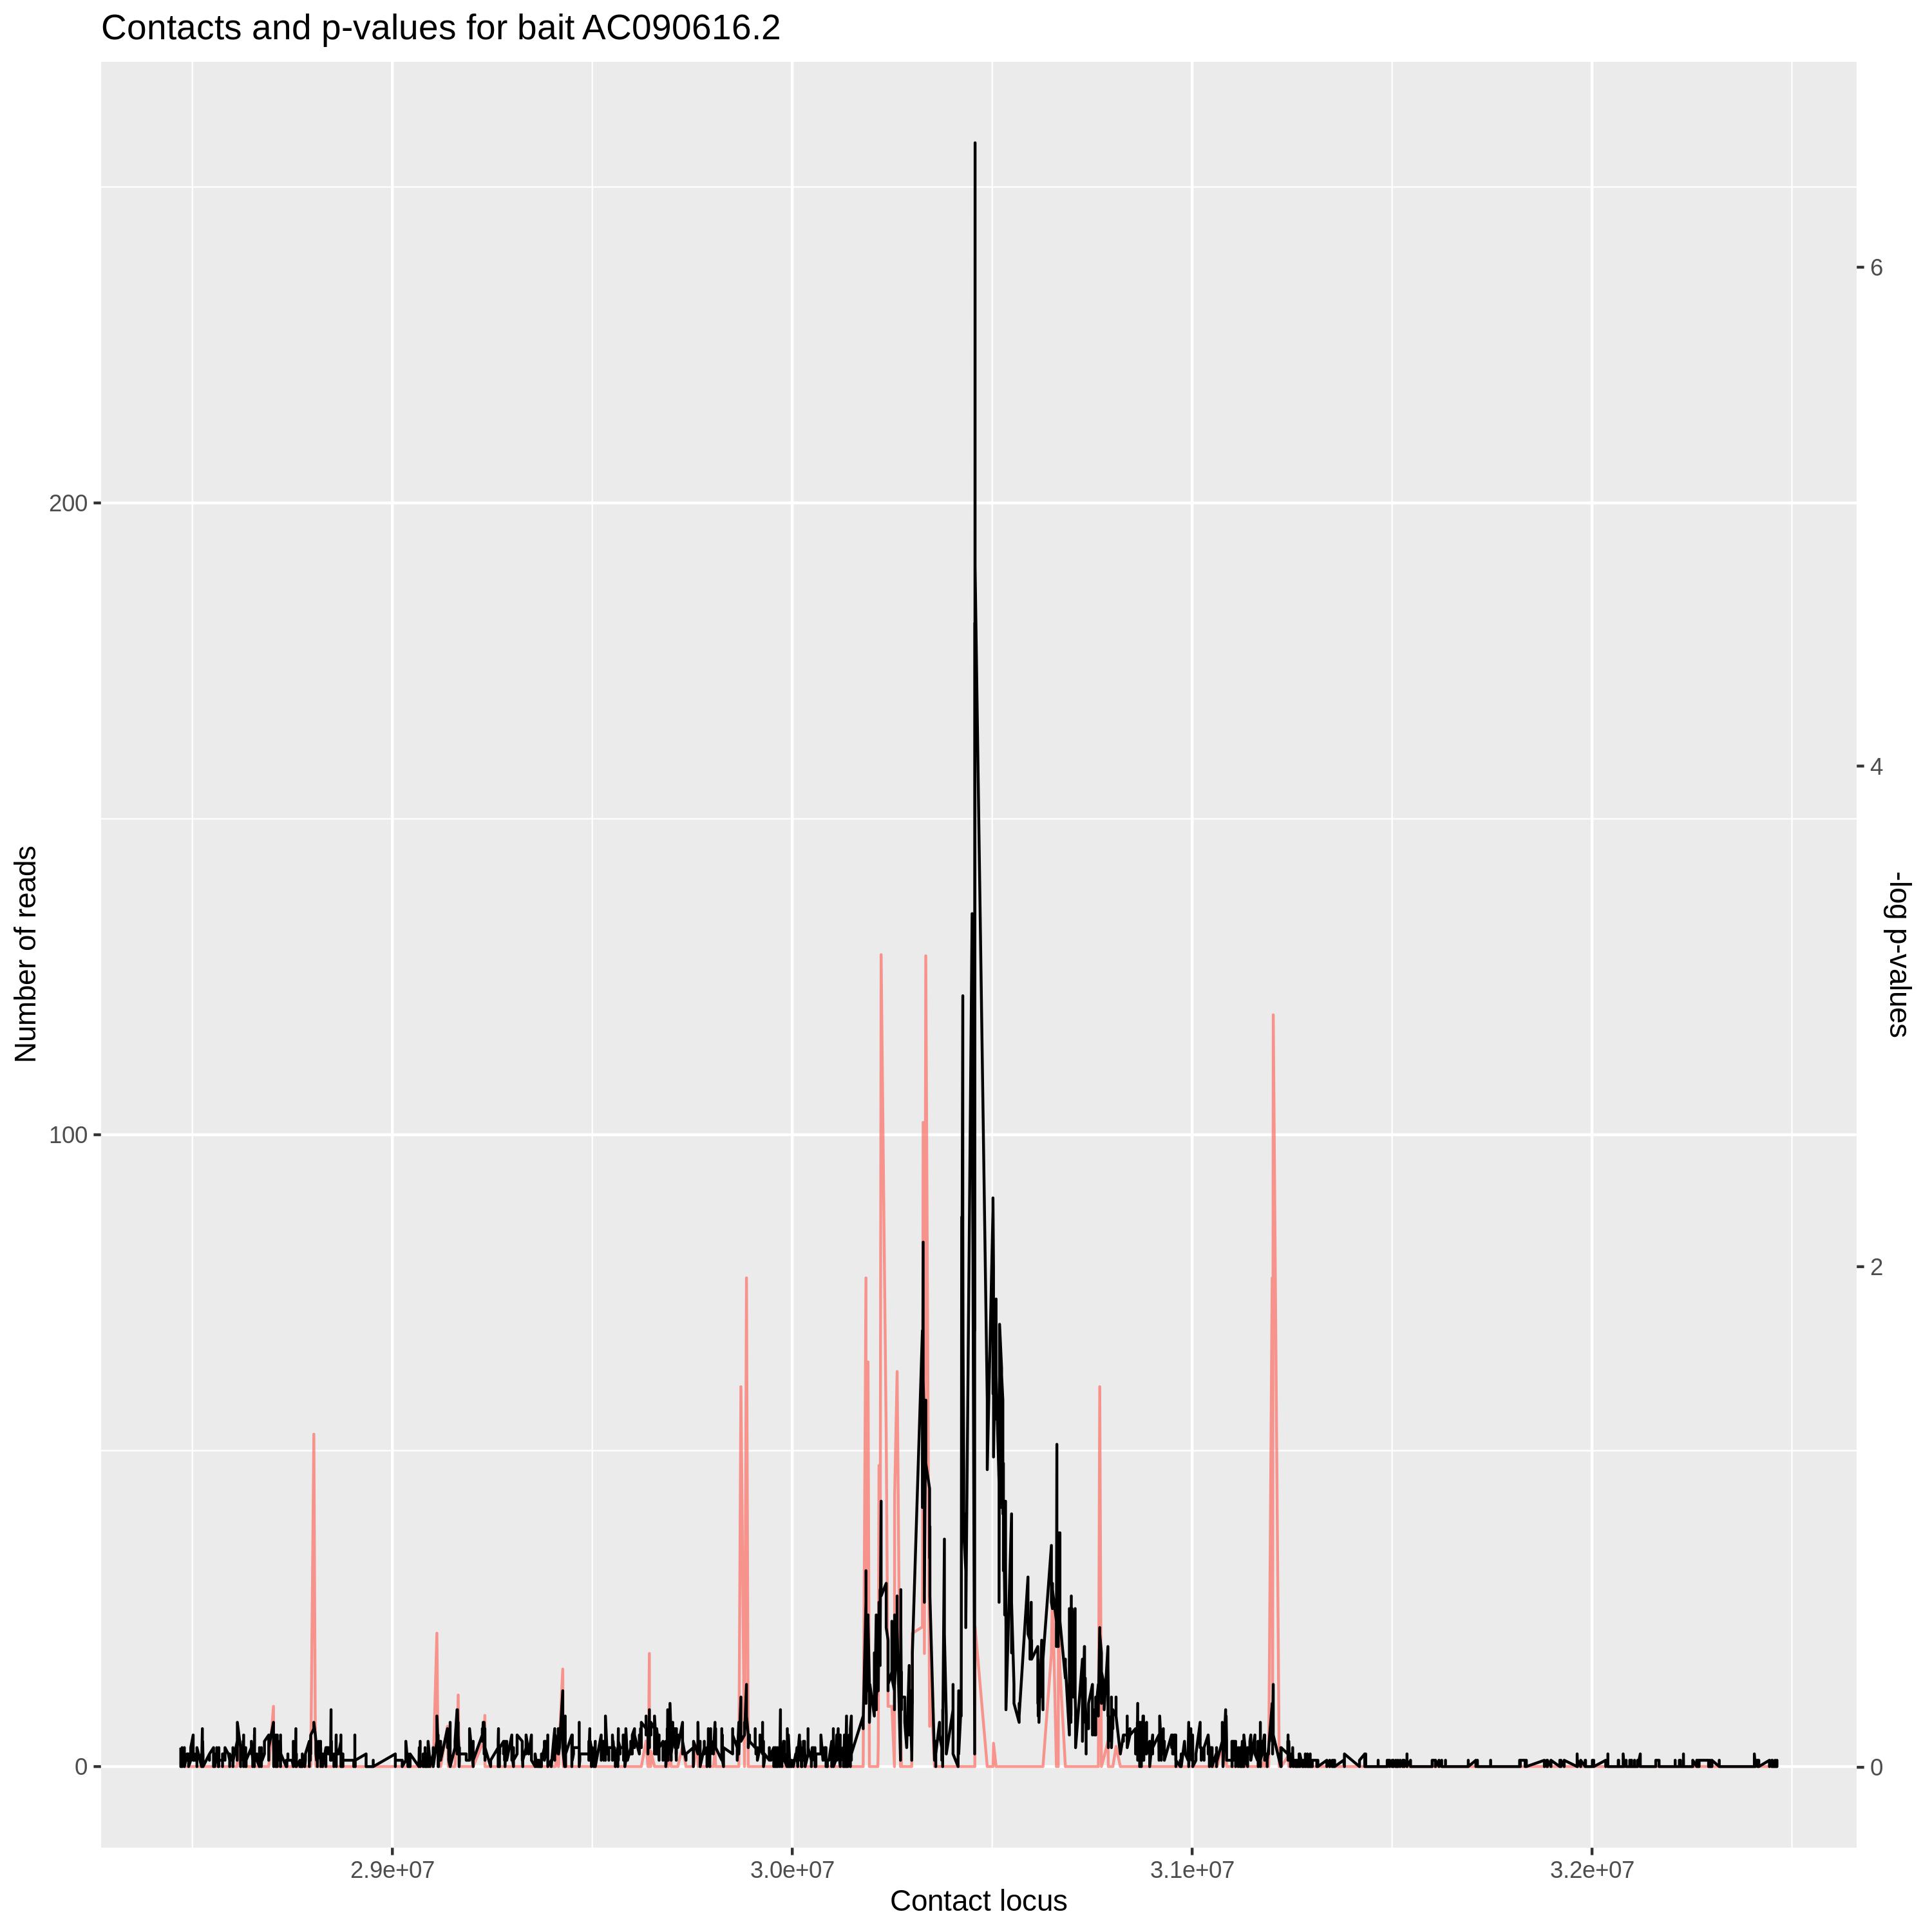 Contacts and p-values for bait AC090616.2
Number of reads
200
100
0
6
4
2
0
-log p-values
2.9e+07
3.0e+07
3.1e+07
3.2e+07
Contact locus